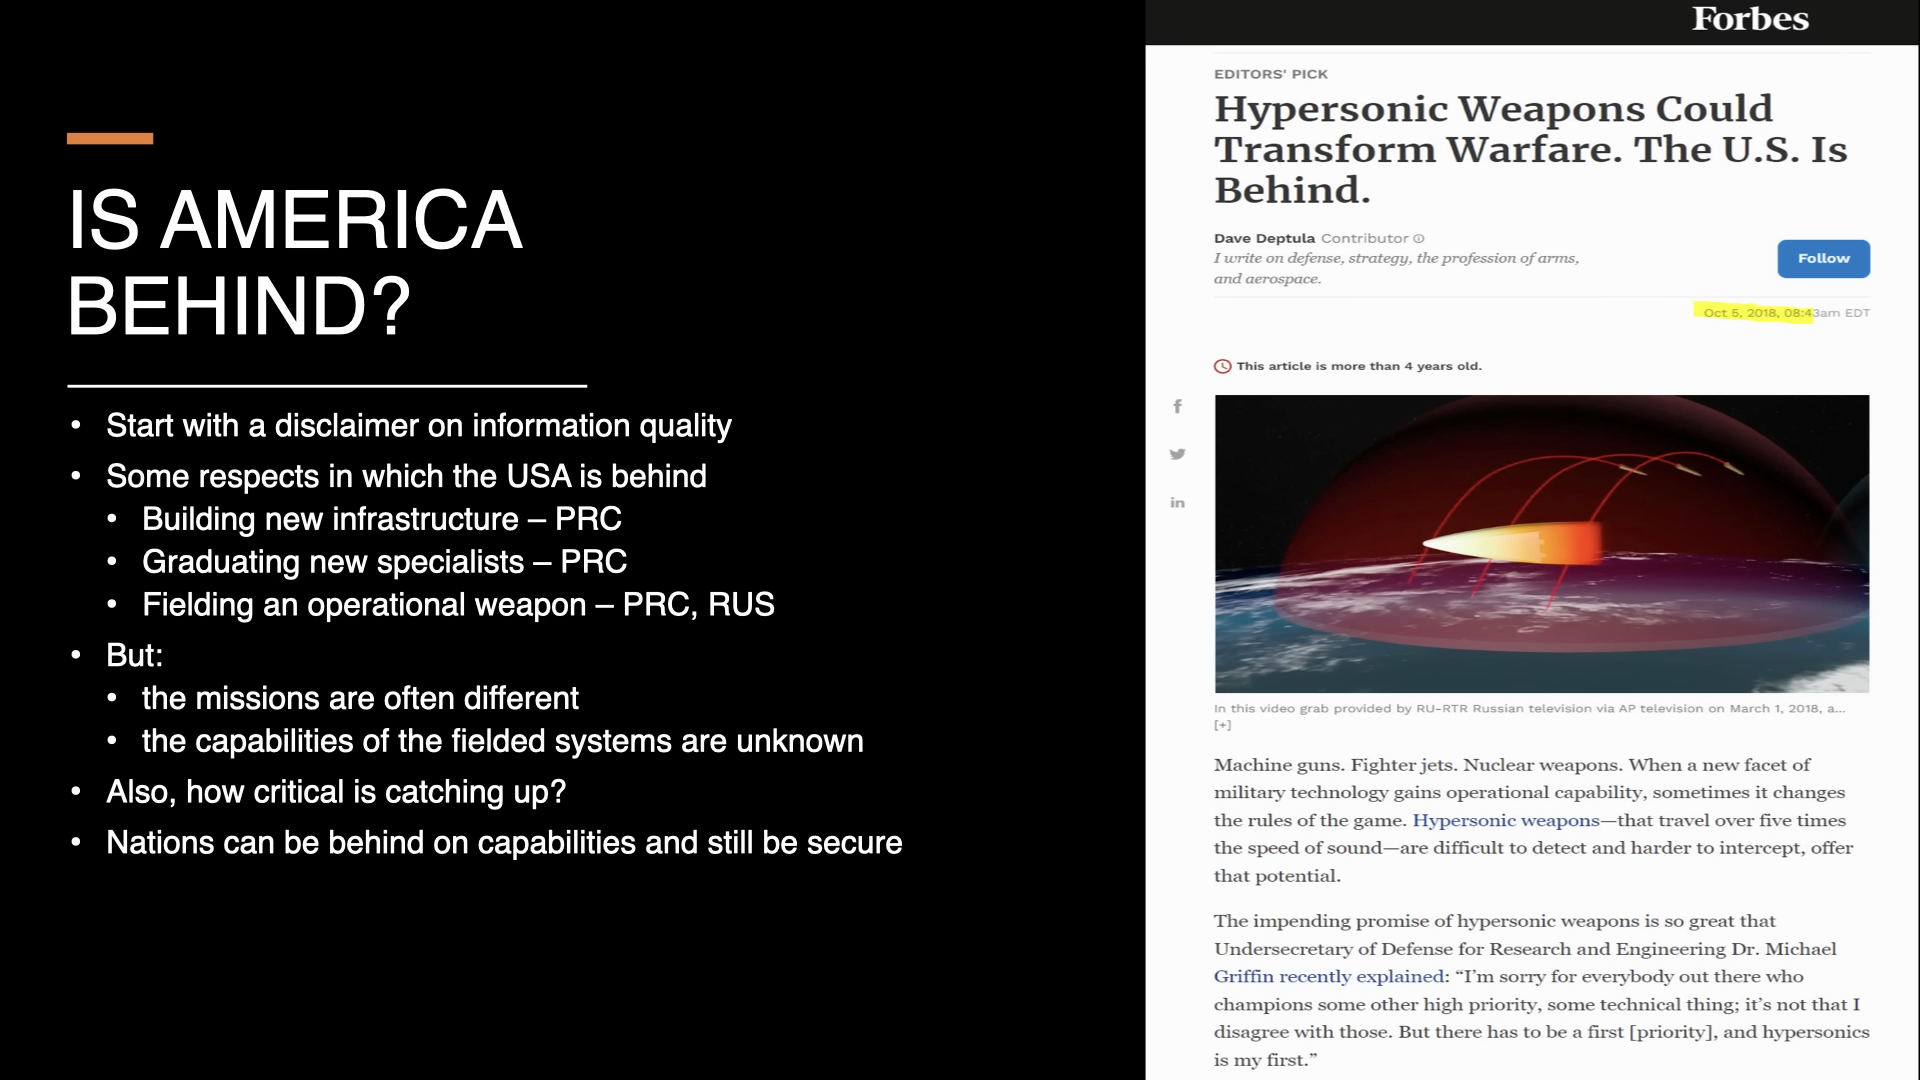 IS AMERICA
BEHIND?
• Start with a disclaimer on information quality
• Some respects in which the USA is behind
• Building new infrastructure – PRC
• Graduating new specialists – PRC
• Fielding an operational weapon – PRC, RUS
• But:
• the missions are often different
• the capabilities of the fielded systems are unknown
• Also, how critical is catching up?
• Nations can be behind on capabilities and still be secure
Forbes
EDITORS' PICK
Hypersonic Weapons Could
Transform Warfare. The U.S. Is
Behind.
Dave Deptula Contributor
I write on defense, strategy, the profession of arms,
and aerospace.
Follow
Oct 5, 2018, 08:43am EDT
This article is more than 4 years old.
In this video grab provided by RU-RTR Russian television via AP television on March 1, 2018, a...
[+]
Machine guns. Fighter jets. Nuclear weapons. When a new facet of
military technology gains operational capability, sometimes it changes
the rules of the game. Hypersonic weapons—that travel over five times
the speed of sound—are difficult to detect and harder to intercept, offer
that potential.
The impending promise of hypersonic weapons is so great that
Undersecretary of Defense for Research and Engineering Dr. Michael
Griffin recently explained: “I’m sorry for everybody out there who
champions some other high priority, some technical thing; it’s not that I
disagree with those. But there has to be a first [priority], and hypersonics
is my first.”